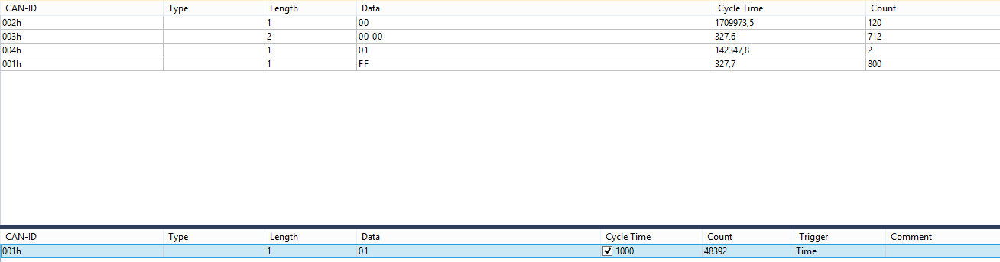 CAN-ID Type Length Data Cycle Time Count
002h 1 00 1709973,5 120
003h 2 00 00 327,6 712
004h 1 01 142347,8 2
001h 1 FF 327,7 800
CAN-ID Type Length Data Cycle Time Count Trigger Comment
001h 1 01 1000 48392 Time